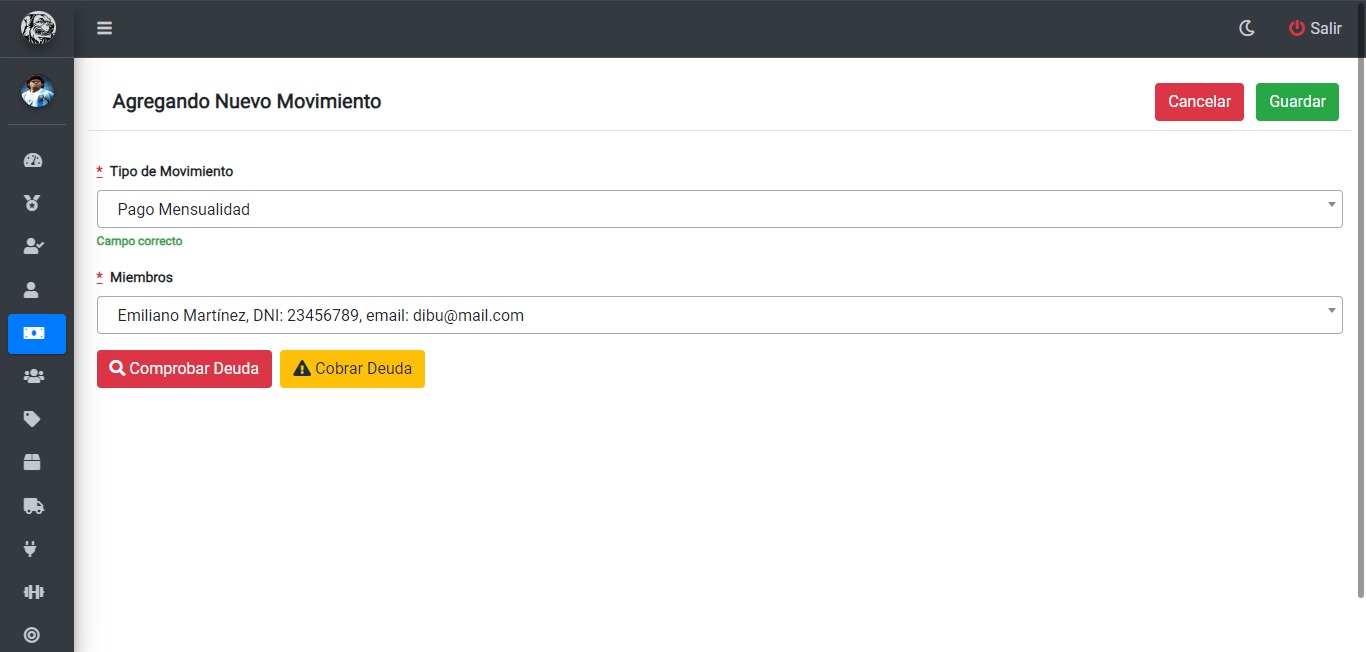 Salir
Agregando Nuevo Movimiento
Cancelar
Guardar
* Tipo de Movimiento
Pago Mensualidad
Campo correcto
* Miembros
Emiliano Martínez, DNI: 23456789, email: dibu@mail.com
Comprobar Deuda
Cobrar Deuda